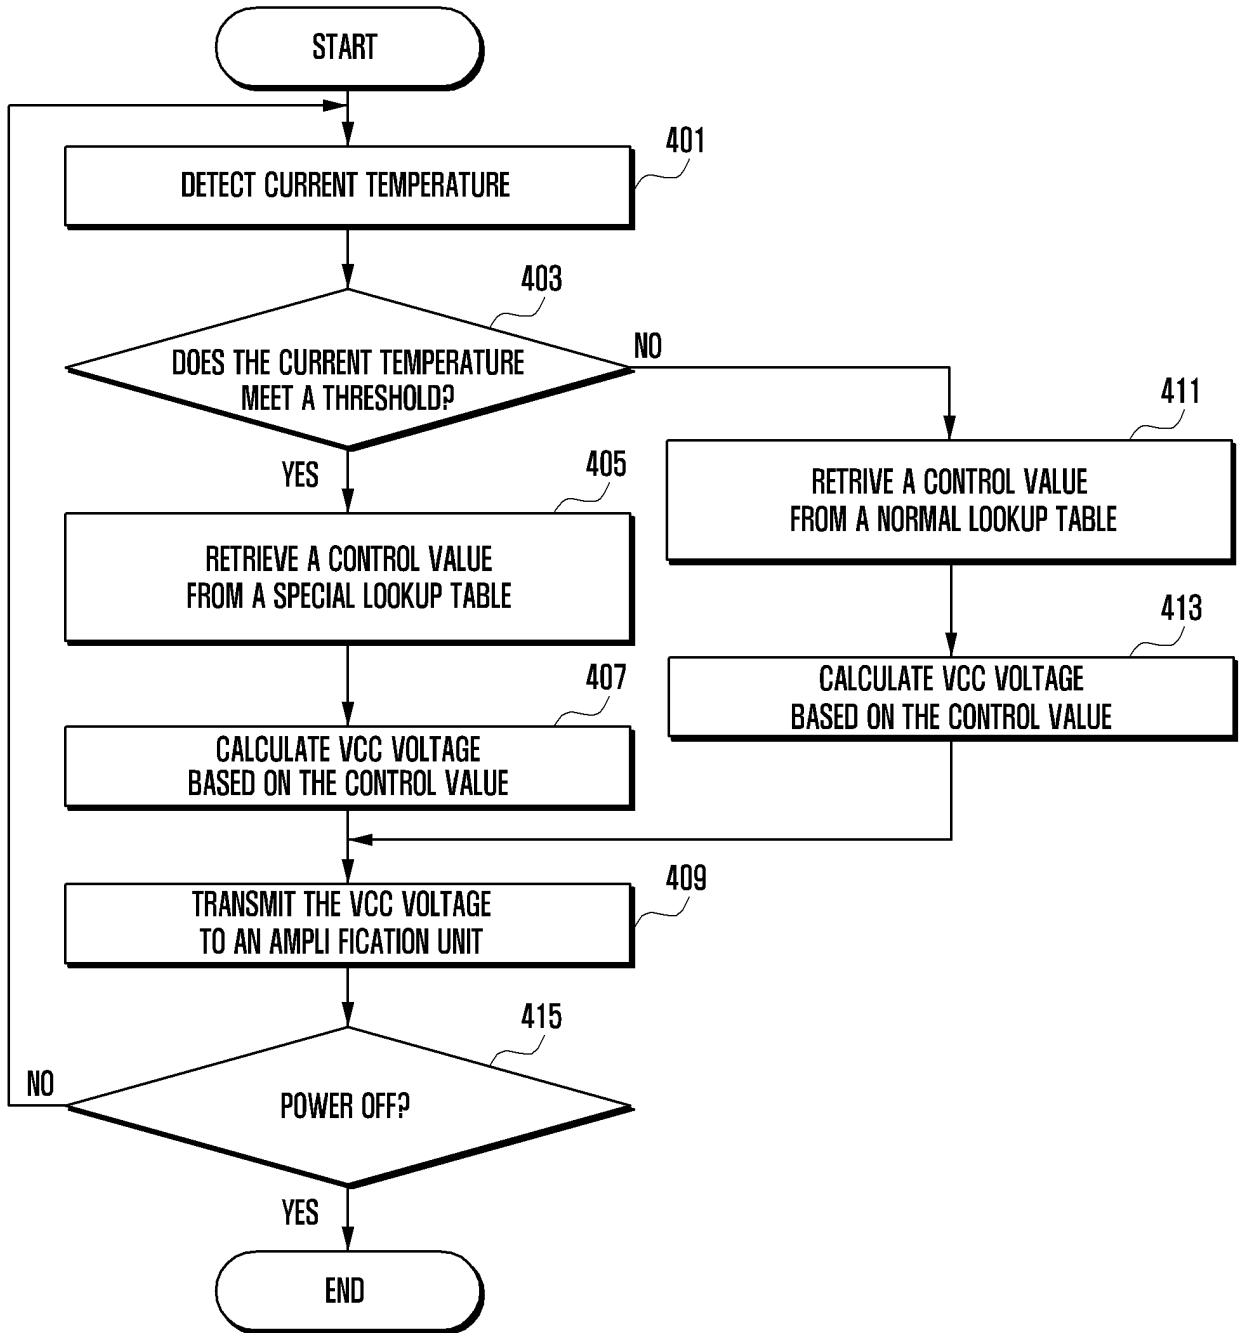 START
401
DETECT CURRENT TEMPERATURE
403
DOES THE CURRENT TEMPERATURE
MEET A THRESHOLD?
NO
YES
405
RETRIEVE A CONTROL VALUE
FROM A SPECIAL LOOKUP TABLE
411
RETRIVE A CONTROL VALUE
FROM A NORMAL LOOKUP TABLE
407
CALCULATE VCC VOLTAGE
BASED ON THE CONTROL VALUE
413
CALCULATE VCC VOLTAGE
BASED ON THE CONTROL VALUE
409
TRANSMIT THE VCC VOLTAGE
TO AN AMPLI FICATION UNIT
415
POWER OFF?
NO
YES
END